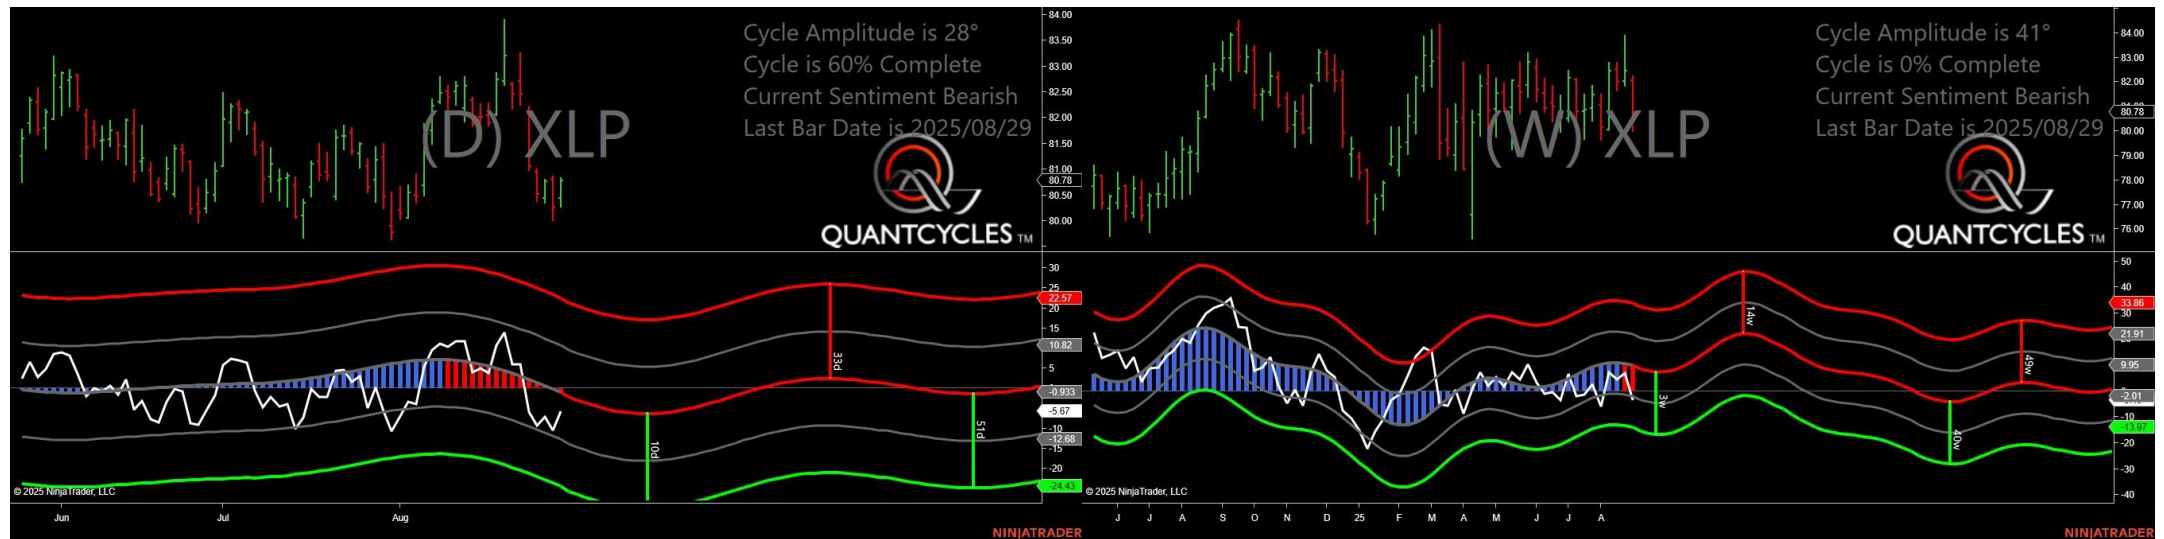 Cycle Amplitude is 28°
Cycle is 60% Complete
Current Sentiment Bearish
Last Bar Date is 2025/08/29
(D) XLP
QUANTCYCLES TM
84.00
83.50
83.00
82.50
82.00
81.50
81.00
80.78
80.50
80.00
30
25
22.57
20
15
10.82
5
-0.933
-5.67
-10
-12.68
-15
-20
-24.43
33d
10d
51d
© 2025 NinjaTrader, LLC
Jun Jul Aug
NINJATRADER
Cycle Amplitude is 41°
Cycle is 0% Complete
Current Sentiment Bearish
Last Bar Date is 2025/08/29
(W) XLP
QUANTCYCLES TM
84.00
83.00
82.00
80.78
80.00
79.00
78.00
77.00
76.00
50
40
33.86
30
21.91
9.95
-2.01
-10
-13.97
-20
-30
-40
14w
49w
3w
40w
© 2025 NinjaTrader, LLC
J J A S O N D 25 F M A M J J A
NINJATRADER